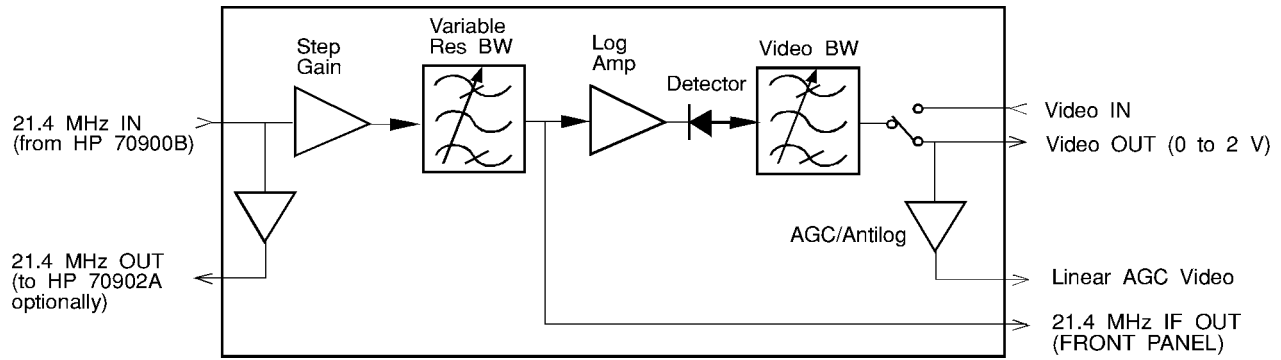 Step
Gain
Variable
Res BW
Log
Amp
Detector
Video BW
21.4 MHz IN
(from HP 70900B)
Video IN
Video OUT (0 to 2 V)
AGC/Antilog
21.4 MHz OUT
(to HP 70902A
optionally)
Linear AGC Video
21.4 MHz IF OUT
(FRONT PANEL)